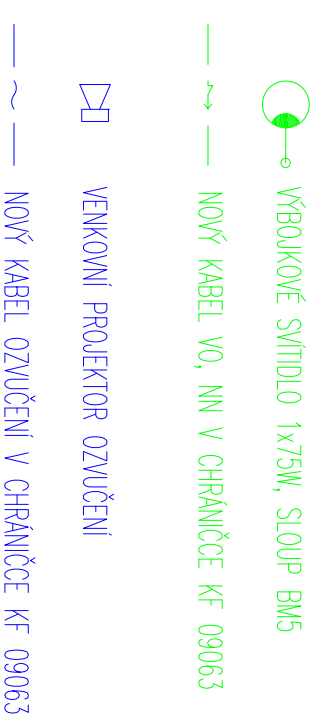 VÝBOJKOVÉ SVÍTIDLO 1x75W, SLOUP BM5
NOVÝ KABEL VO, NN V CHRÁNIČCE KF 09063
VENKOVNÍ PROJEKTOR OZVUČENÍ
NOVÝ KABEL OZVUČENÍ V CHRÁNIČCE KF 09063